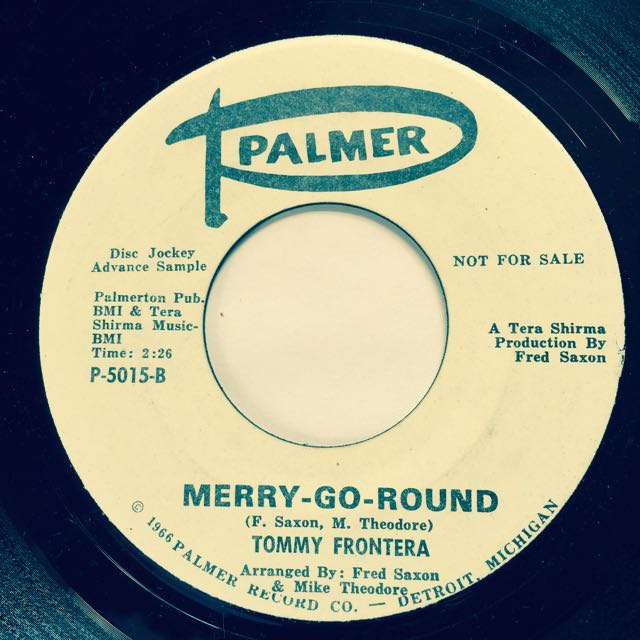 PALMER
Disc Jockey
Advance Sample
NOT FOR SALE
Palmerton Pub.
BMI & Tera
Shirma Music-
BMI
Time: 2:26
P-5015-B
A Tera Shirma
Production By
Fred Saxon
MERRY-GO-ROUND
(F. Saxon, M. Theodore)
TOMMY FRONTERA
Arranged By: Fred Saxon
& Mike Theodore
© 1966 PALMER RECORD CO. — DETROIT, MICHIGAN